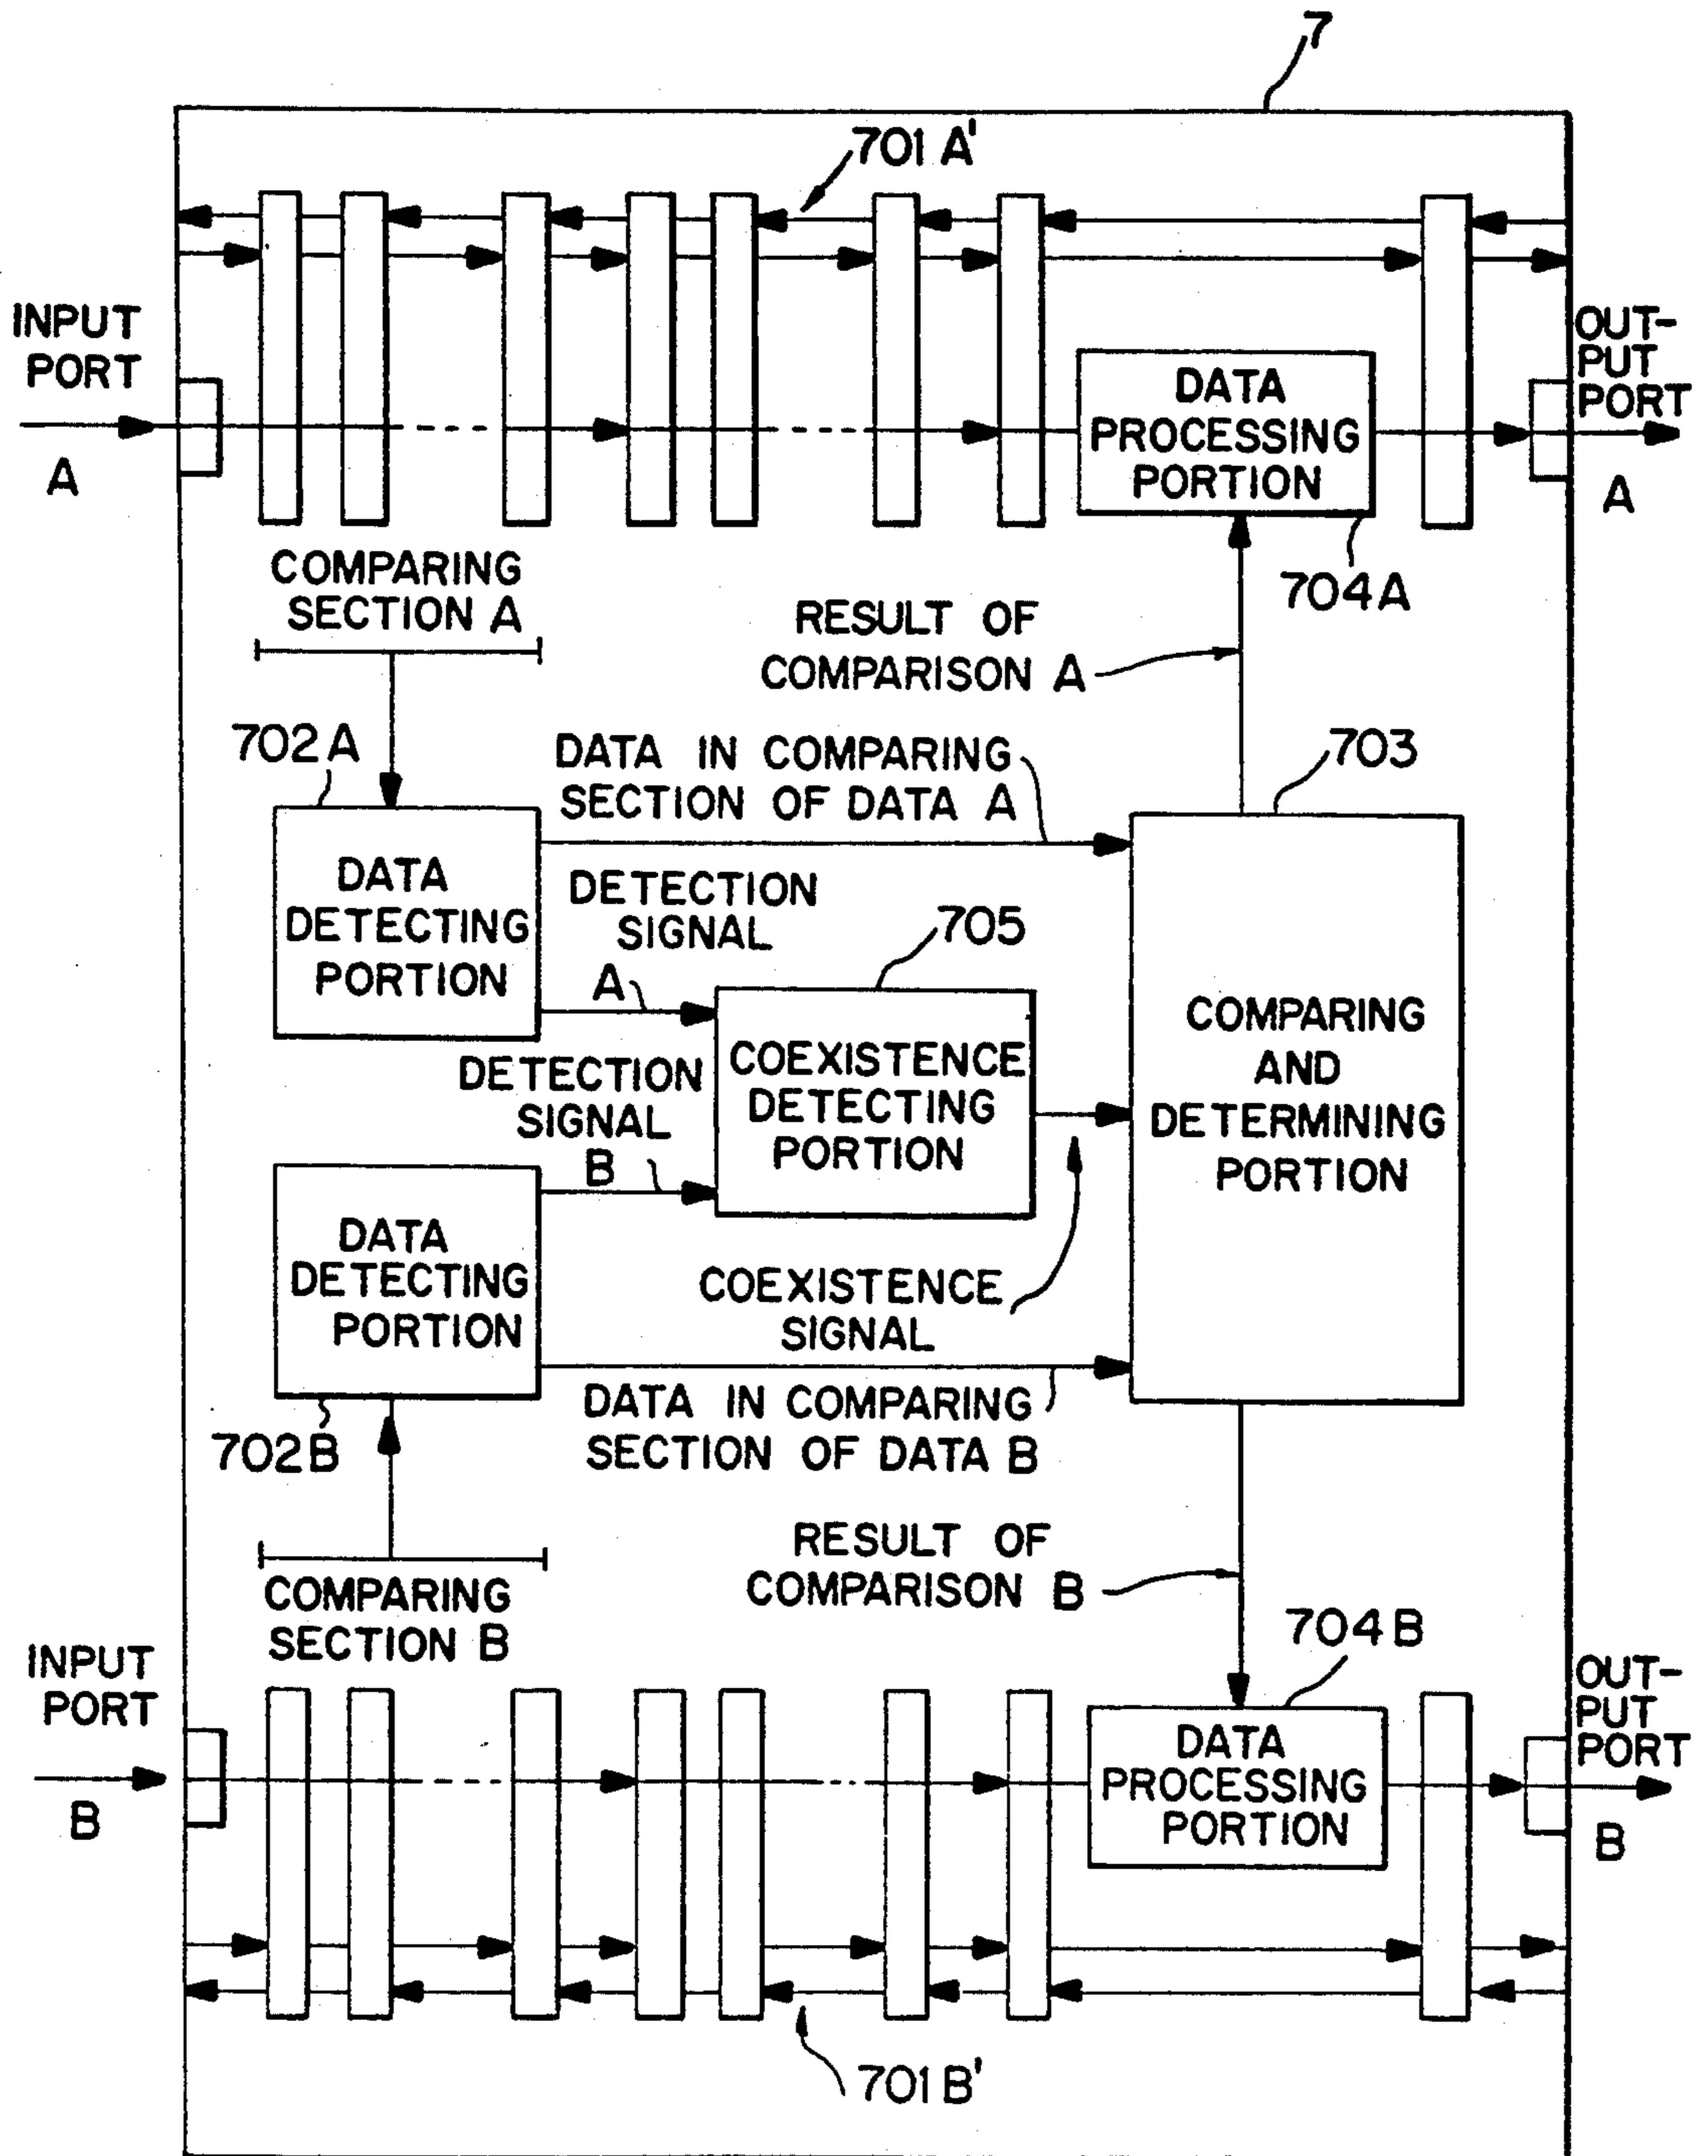 7
701A'
INPUT
PORT
A
OUT-
PUT
PORT
A
DATA
PROCESSING
PORTION
704A
COMPARING
SECTION A
RESULT OF
COMPARISON A
702A
DATA IN COMPARING
SECTION OF DATA A
703
DATA
DETECTING
PORTION
DETECTION
SIGNAL
A
705
COEXISTENCE
DETECTING
PORTION
COMPARING
AND
DETERMINING
PORTION
DETECTION
SIGNAL
B
DATA
DETECTING
PORTION
COEXISTENCE
SIGNAL
702B
DATA IN COMPARING
SECTION OF DATA B
RESULT OF
COMPARISON B
COMPARING
SECTION B
704B
INPUT
PORT
B
DATA
PROCESSING
PORTION
OUT-
PUT
PORT
B
701B'